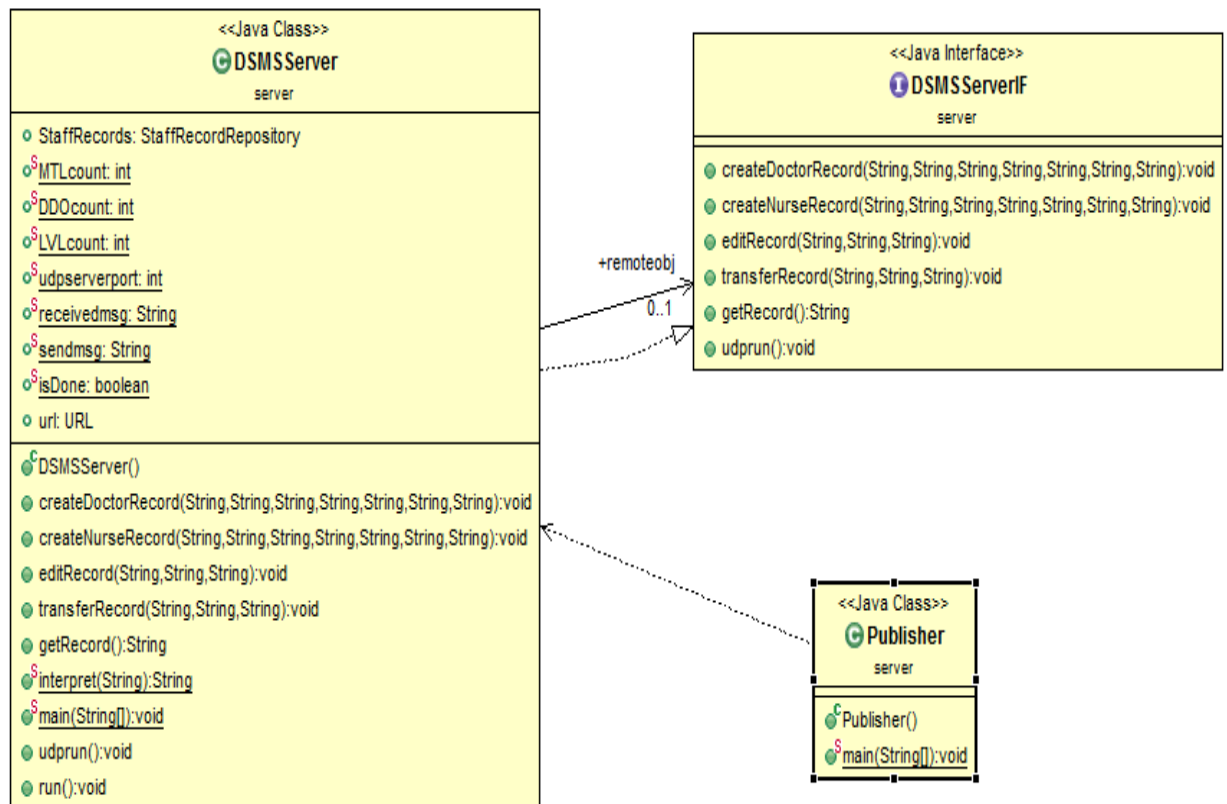 <<Java Class>>
DSMSServer
server
StaffRecords: StaffRecordRepository
MTLcount: int
DDOcount: int
LVLcount: int
udpserverport: int
receivedmsg: String
sendmsg: String
isDone: boolean
url: URL
DSMSServer()
createDoctorRecord(String,String,String,String,String,String,String):void
createNurseRecord(String,String,String,String,String,String,String):void
editRecord(String,String,String):void
transferRecord(String,String,String):void
getRecord():String
interpret(String):String
main(String[]):void
udprun():void
run():void
+remoteobj
0..1
<<Java Interface>>
DSMSServerIF
server
createDoctorRecord(String,String,String,String,String,String,String):void
createNurseRecord(String,String,String,String,String,String,String):void
editRecord(String,String,String):void
transferRecord(String,String,String):void
getRecord():String
udprun():void
<<Java Class>>
Publisher
server
Publisher()
main(String[]):void